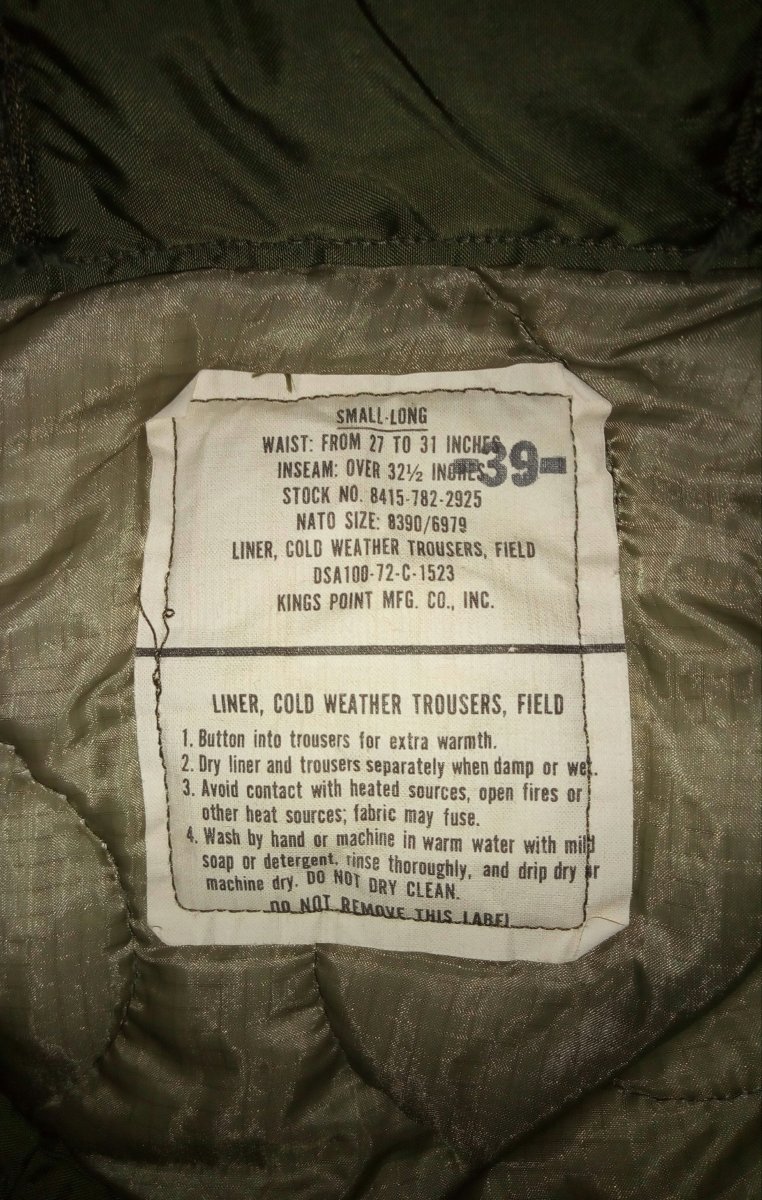 SMALL-LONG
WAIST: FROM 27 TO 31 INCHES
-39-
INSEAM: OVER 32½ INCHES
STOCK NO. 8415-782-2925
NATO SIZE: 8390/6979
LINER, COLD WEATHER TROUSERS, FIELD
DSA100-72-C-1523
KINGS POINT MFG. CO., INC.
LINER, COLD WEATHER TROUSERS, FIELD
1. Button into trousers for extra warmth.
2. Dry liner and trousers separately when damp or wet.
3. Avoid contact with heated sources, open fires or
other heat sources; fabric may fuse.
4. Wash by hand or machine in warm water with mild
soap or detergent, rinse thoroughly, and drip dry or
machine dry. DO NOT DRY CLEAN.
DO NOT REMOVE THIS LABEL